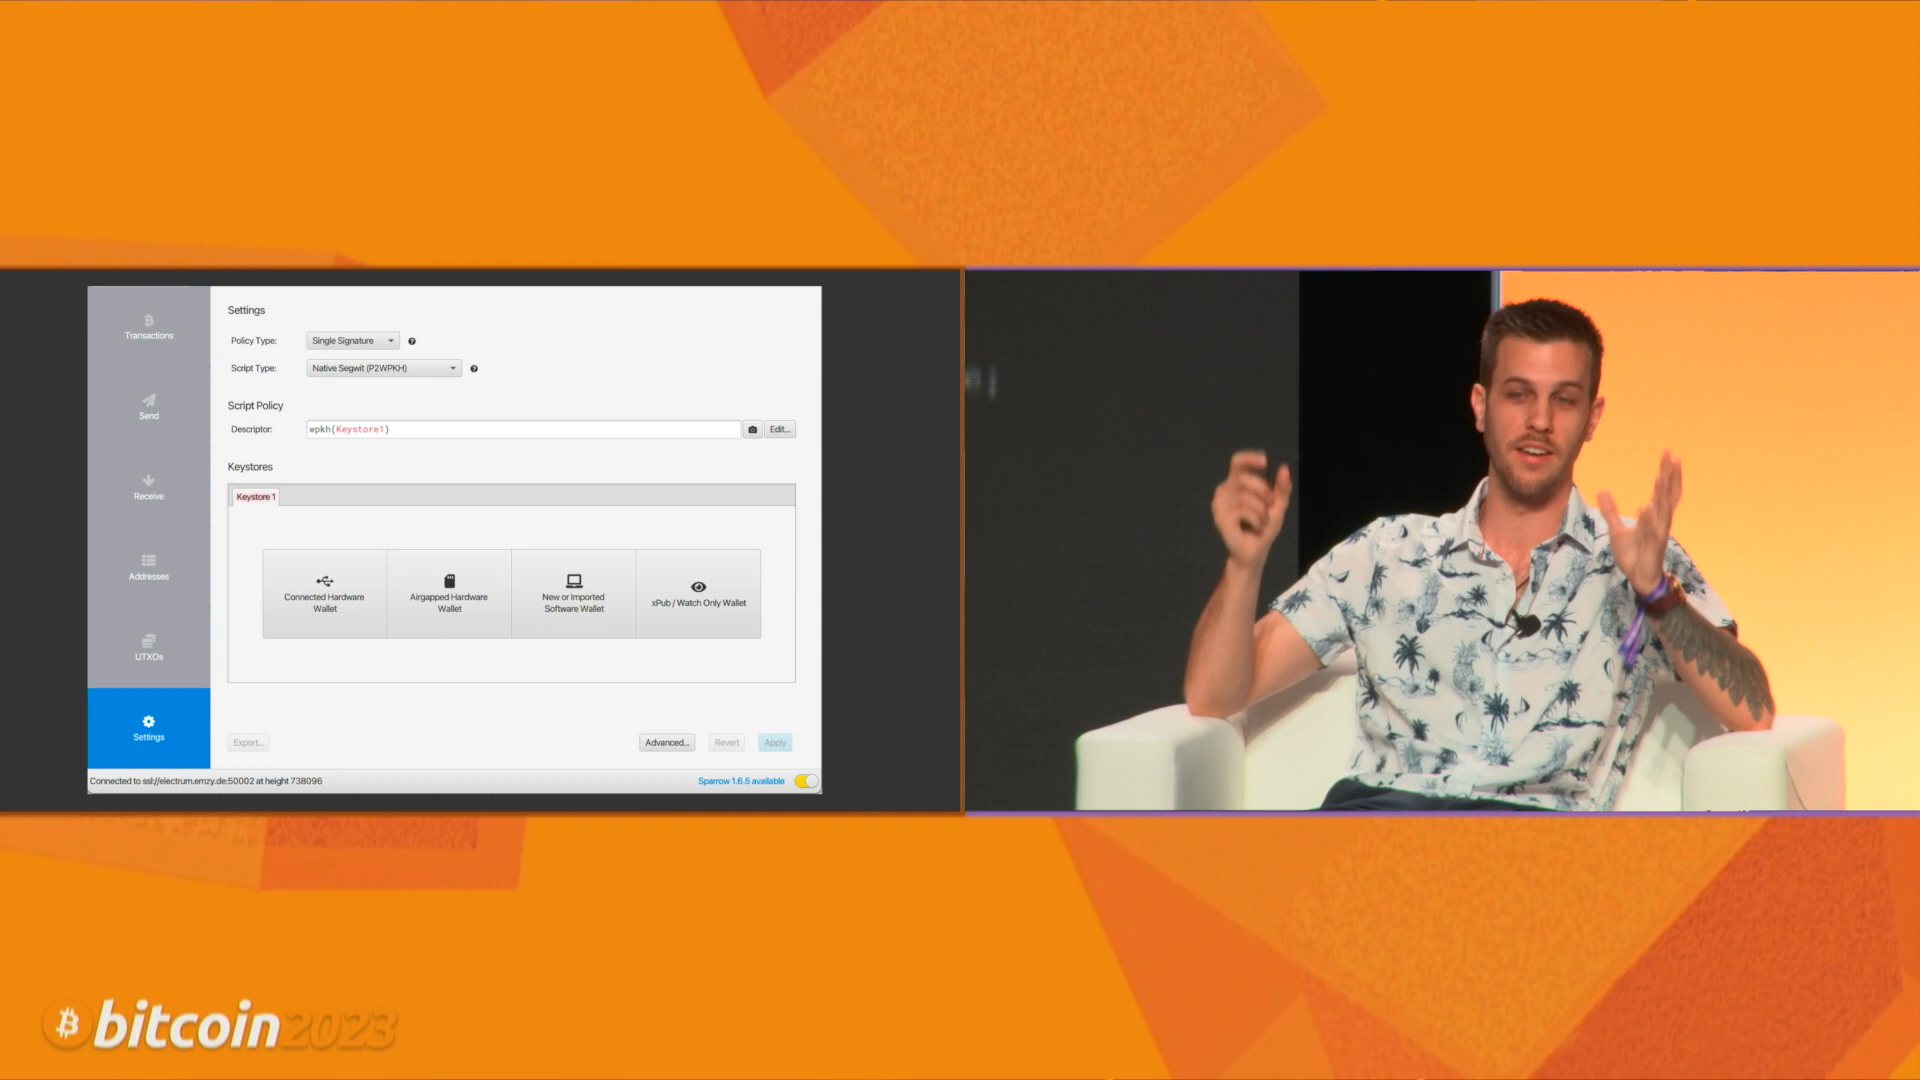 Transactions
Send
Receive
Addresses
UTXOs
Settings
Settings
Policy Type:
Single Signature
Script Type:
Native Segwit (P2WPKH)
Script Policy
Descriptor:
wpkh(Keystore1)
Edit...
Keystores
Keystore 1
Connected Hardware
Wallet
Airgapped Hardware
Wallet
New or Imported
Software Wallet
xPub / Watch Only Wallet
Export...
Advanced...
Revert
Apply
Connected to ssl://electrum.emzy.de:50002 at height 738096
Sparrow 1.6.5 available
bitcoin2023